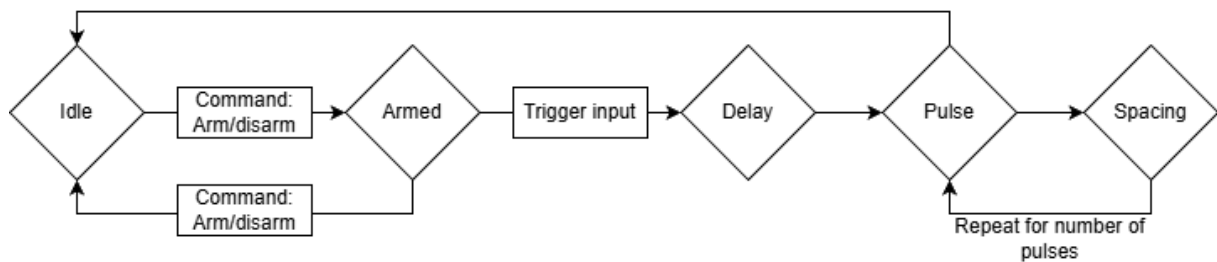 Idle
Command:
Arm/disarm
Armed
Trigger input
Delay
Pulse
Spacing
Command:
Arm/disarm
Repeat for number of
pulses